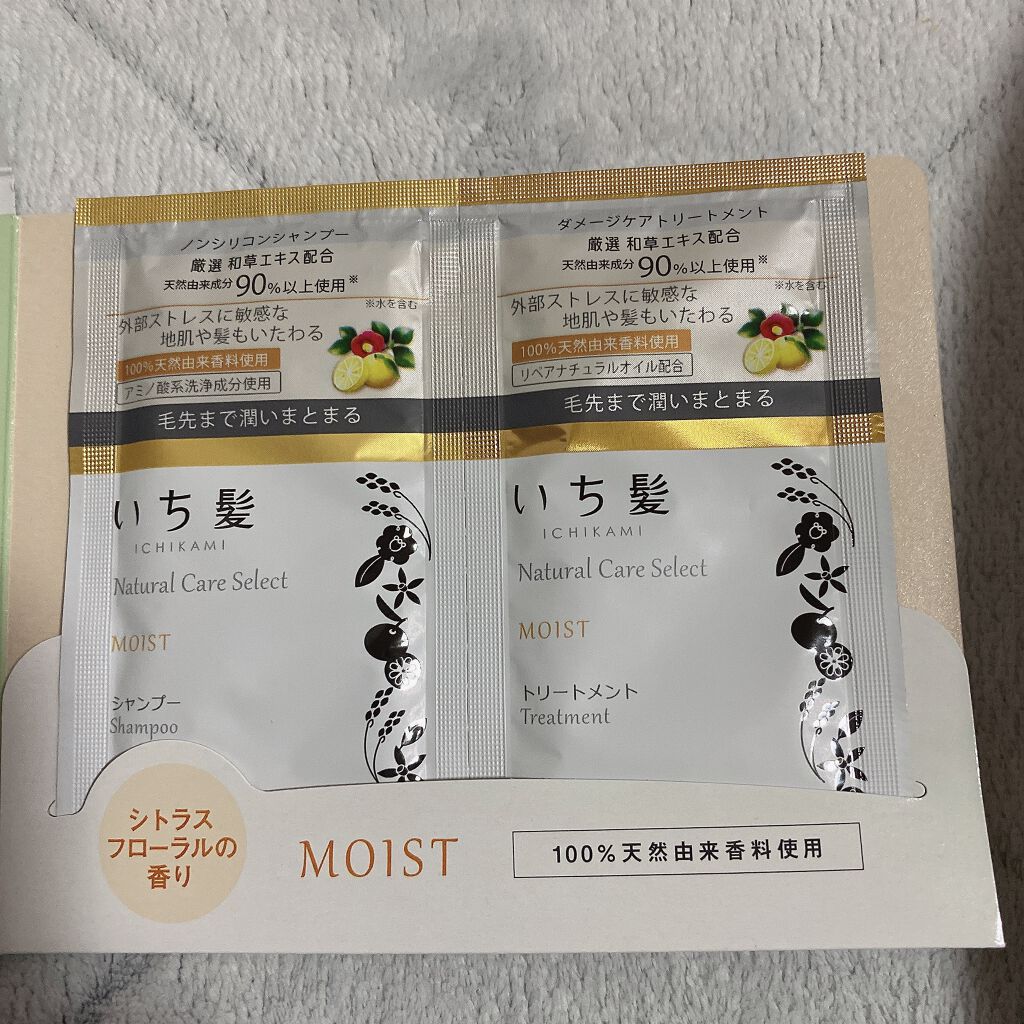 ノンシリコンシャンプー
厳選 和草エキス配合
天然由来成分90%以上使用※
※水を含む
外部ストレスに敏感な
地肌や髪もいたわる
100%天然由来香料使用
アミノ酸系洗浄成分使用
毛先まで潤いまとまる
いち髪
ICHIKAMI
Natural Care Select
MOIST
シャンプー
Shampoo
ダメージケアトリートメント
厳選 和草エキス配合
天然由来成分90%以上使用※
※水を含む
外部ストレスに敏感な
地肌や髪もいたわる
100%天然由来香料使用
リペアナチュラルオイル配合
毛先まで潤いまとまる
いち髪
ICHIKAMI
Natural Care Select
MOIST
トリートメント
Treatment
シトラス
フローラルの
香り
MOIST
100%天然由来香料使用